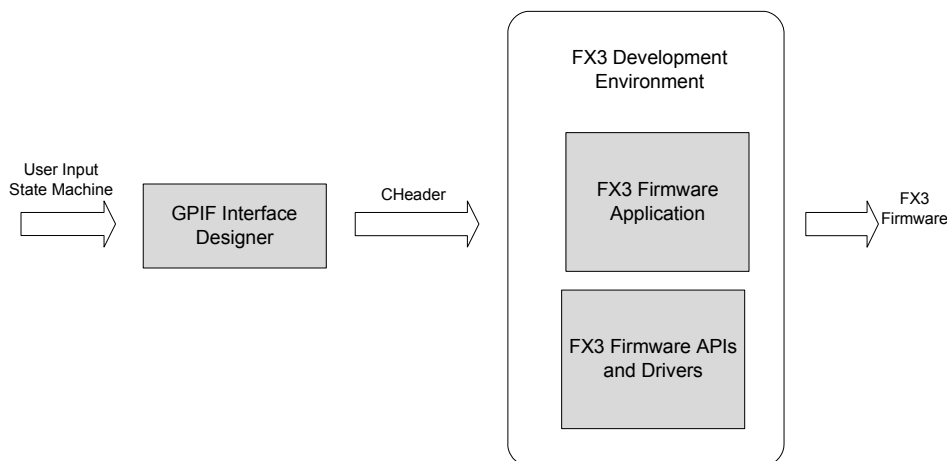 User Input
State Machine
GPIF Interface
Designer
CHeader
FX3 Development
Environment
FX3 Firmware
Application
FX3 Firmware APIs
and Drivers
FX3
Firmware